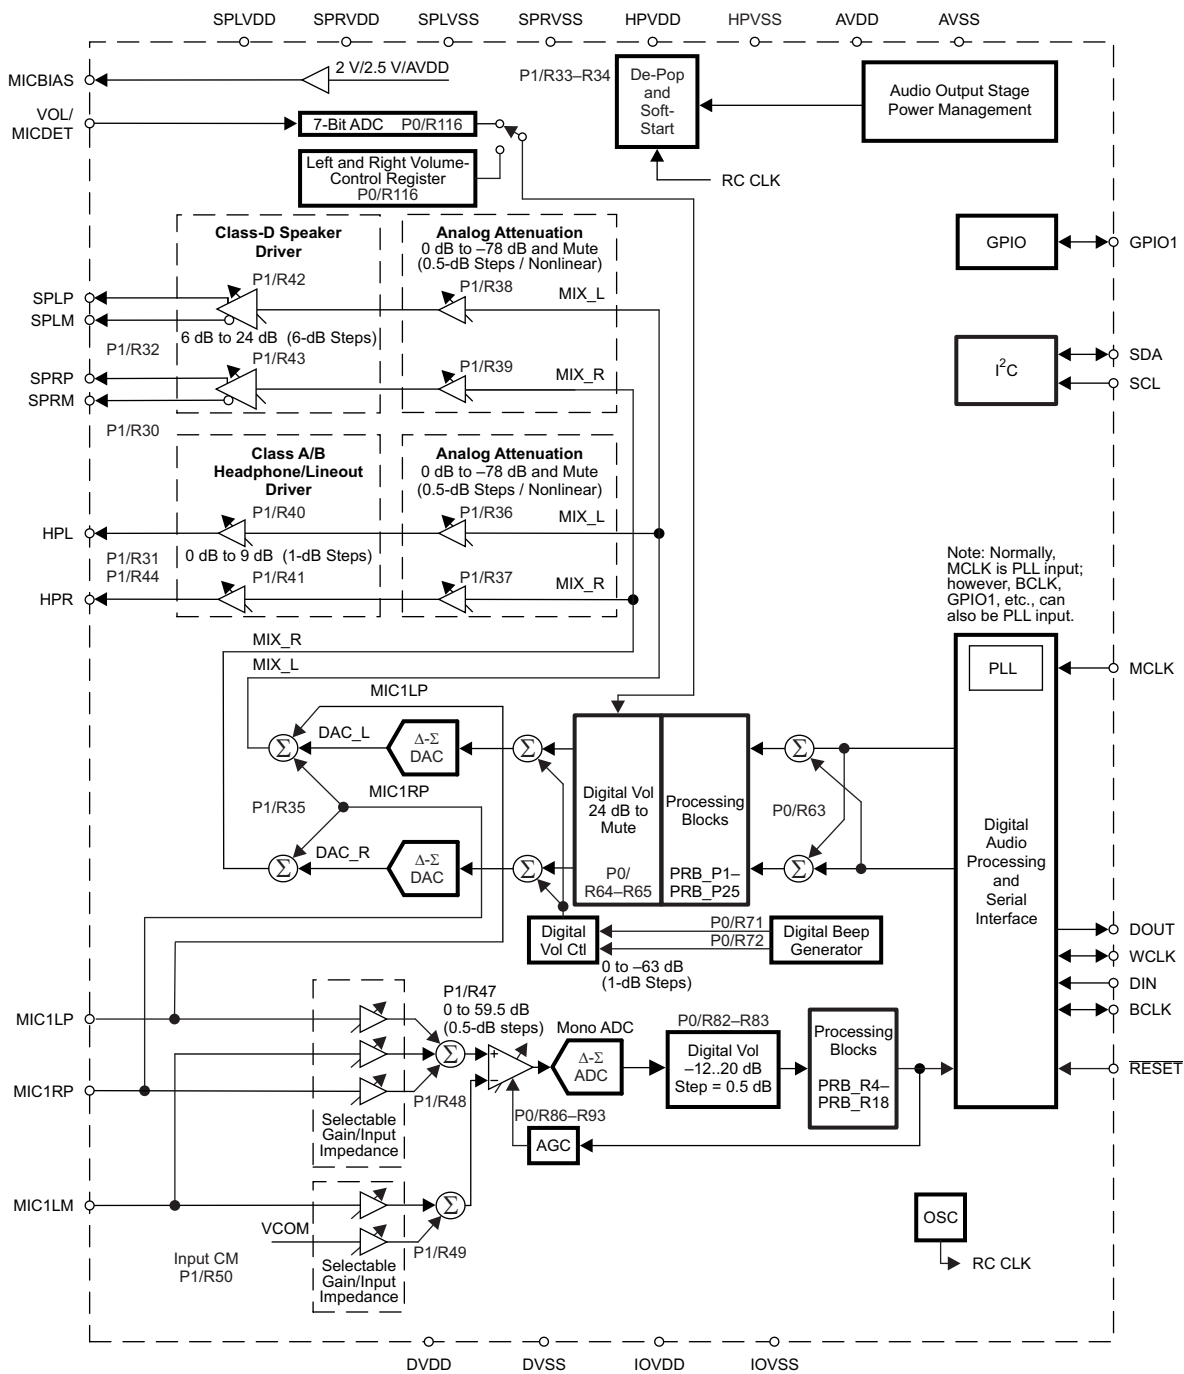 SPLVDD SPRVDD SPLVSS SPRVSS HPVDD HPVSS AVDD AVSS
MICBIAS
2 V/2.5 V/AVDD
P1/R33–R34
De-Pop
and
Soft-
Start
Audio Output Stage
Power Management
VOL/
MICDET
7-Bit ADC P0/R116
Left and Right Volume-
Control Register
P0/R116
RC CLK
Class-D Speaker
Driver
Analog Attenuation
0 dB to –78 dB and Mute
(0.5-dB Steps / Nonlinear)
GPIO
GPIO1
P1/R42
P1/R38
MIX_L
SPLP
SPLM
6 dB to 24 dB (6-dB Steps)
P1/R32
P1/R43
P1/R39
MIX_R
SPRP
SPRM
I2C
SDA
SCL
P1/R30
Class A/B
Headphone/Lineout
Driver
Analog Attenuation
0 dB to –78 dB and Mute
(0.5-dB Steps / Nonlinear)
P1/R40
P1/R36
MIX_L
HPL
P1/R31
P1/R44
0 dB to 9 dB (1-dB Steps)
P1/R41
P1/R37
MIX_R
HPR
Note: Normally,
MCLK is PLL input;
however, BCLK,
GPIO1, etc., can
also be PLL input.
MIX_R
MIX_L
MIC1LP
PLL
MCLK
DAC_L
Σ
Δ-Σ
DAC
Σ
Σ
P1/R35
MIC1RP
Digital Vol
24 dB to
Mute
P0/
R64–R65
Processing
Blocks
PRB_P1–
PRB_P25
P0/R63
Digital
Audio
Processing
and
Serial
Interface
DAC_R
Σ
Δ-Σ
DAC
Σ
Σ
Digital
Vol Ctl
P0/R71
P0/R72
Digital Beep
Generator
0 to –63 dB
(1-dB Steps)
DOUT
WCLK
DIN
BCLK
RESET
MIC1LP
P1/R47
0 to 59.5 dB
(0.5-dB steps)
Mono ADC
P0/R82–R83
Σ
+
–
Δ-Σ
ADC
Digital Vol
–12..20 dB
Step = 0.5 dB
Processing
Blocks
PRB_R4–
PRB_R18
MIC1RP
P1/R48
Selectable
Gain/Input
Impedance
P0/R86–R93
AGC
MIC1LM
Σ
VCOM
P1/R49
Input CM
P1/R50
Selectable
Gain/Input
Impedance
OSC
RC CLK
DVDD DVSS IOVDD IOVSS